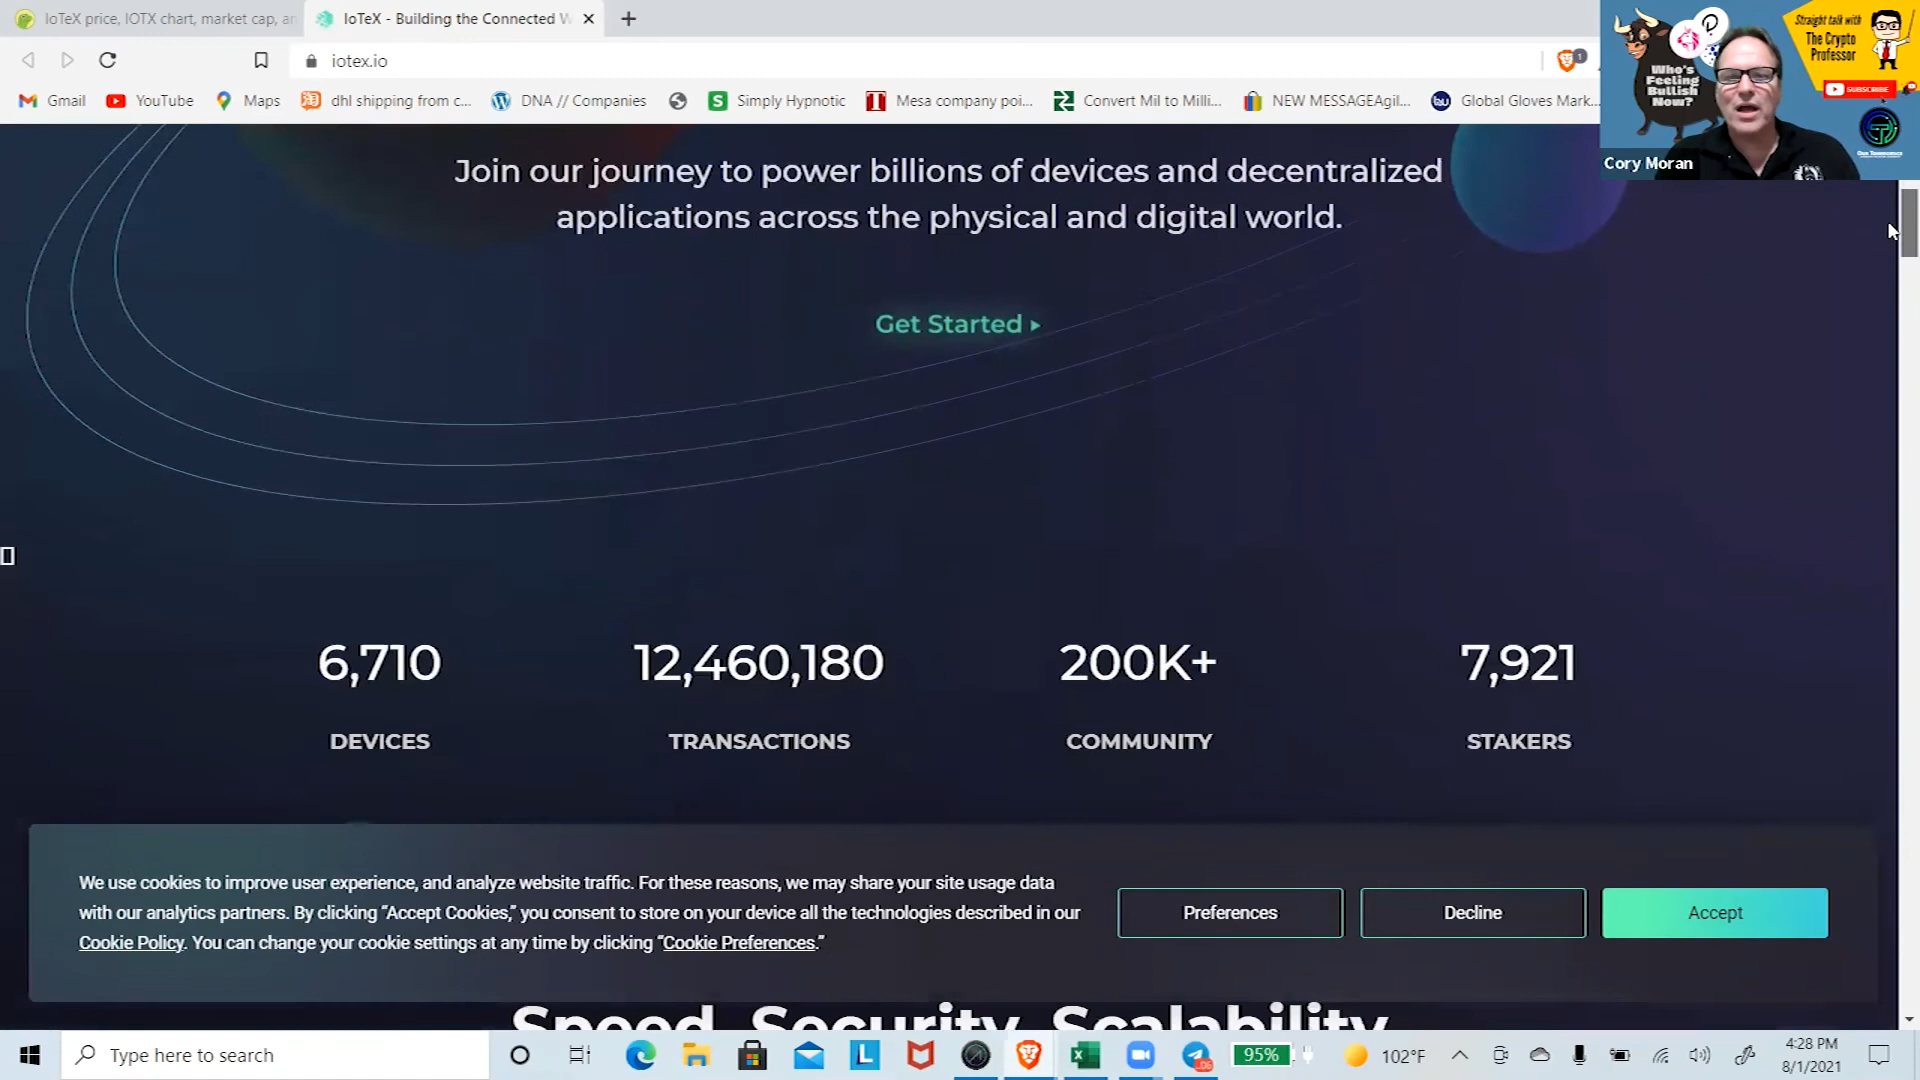 IoTeX price, IOTX chart, market cap, an
IoTeX - Building the Connected W
iotex.io
1
Gmail
YouTube
Maps
dhl shipping from c...
DNA // Companies
Simply Hypnotic
Mesa company poi...
Convert Mil to Milli...
NEW MESSAGEAgil...
Global Gloves Mark...
Who's
Feeling
Bullish
Now?
Straight talk with
The Crypto
Professor
SUBSCRIBE
Cory Moran
Join our journey to power billions of devices and decentralized
applications across the physical and digital world.
Get Started
6,710
12,460,180
200K+
7,921
DEVICES
TRANSACTIONS
COMMUNITY
STAKERS
We use cookies to improve user experience, and analyze website traffic. For these reasons, we may share your site usage data
with our analytics partners. By clicking “Accept Cookies,” you consent to store on your device all the technologies described in our
Cookie Policy. You can change your cookie settings at any time by clicking “Cookie Preferences.”
Preferences
Decline
Accept
Speed. Security. Scalability.
Type here to search
95%
102°F
4:28 PM
8/1/2021